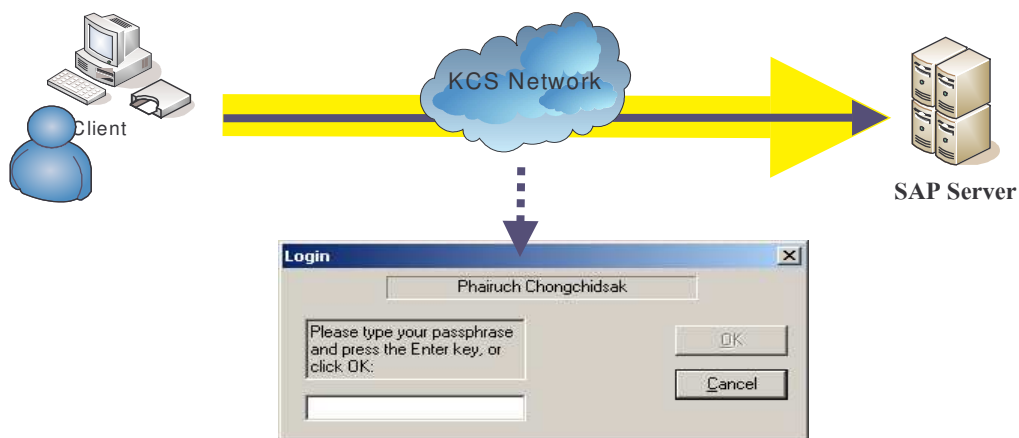 KCS Network
Client
SAP Server
Login
Phairuch Chongchidsak
Please type your passphrase
and press the Enter key, or
click OK:
OK
Cancel